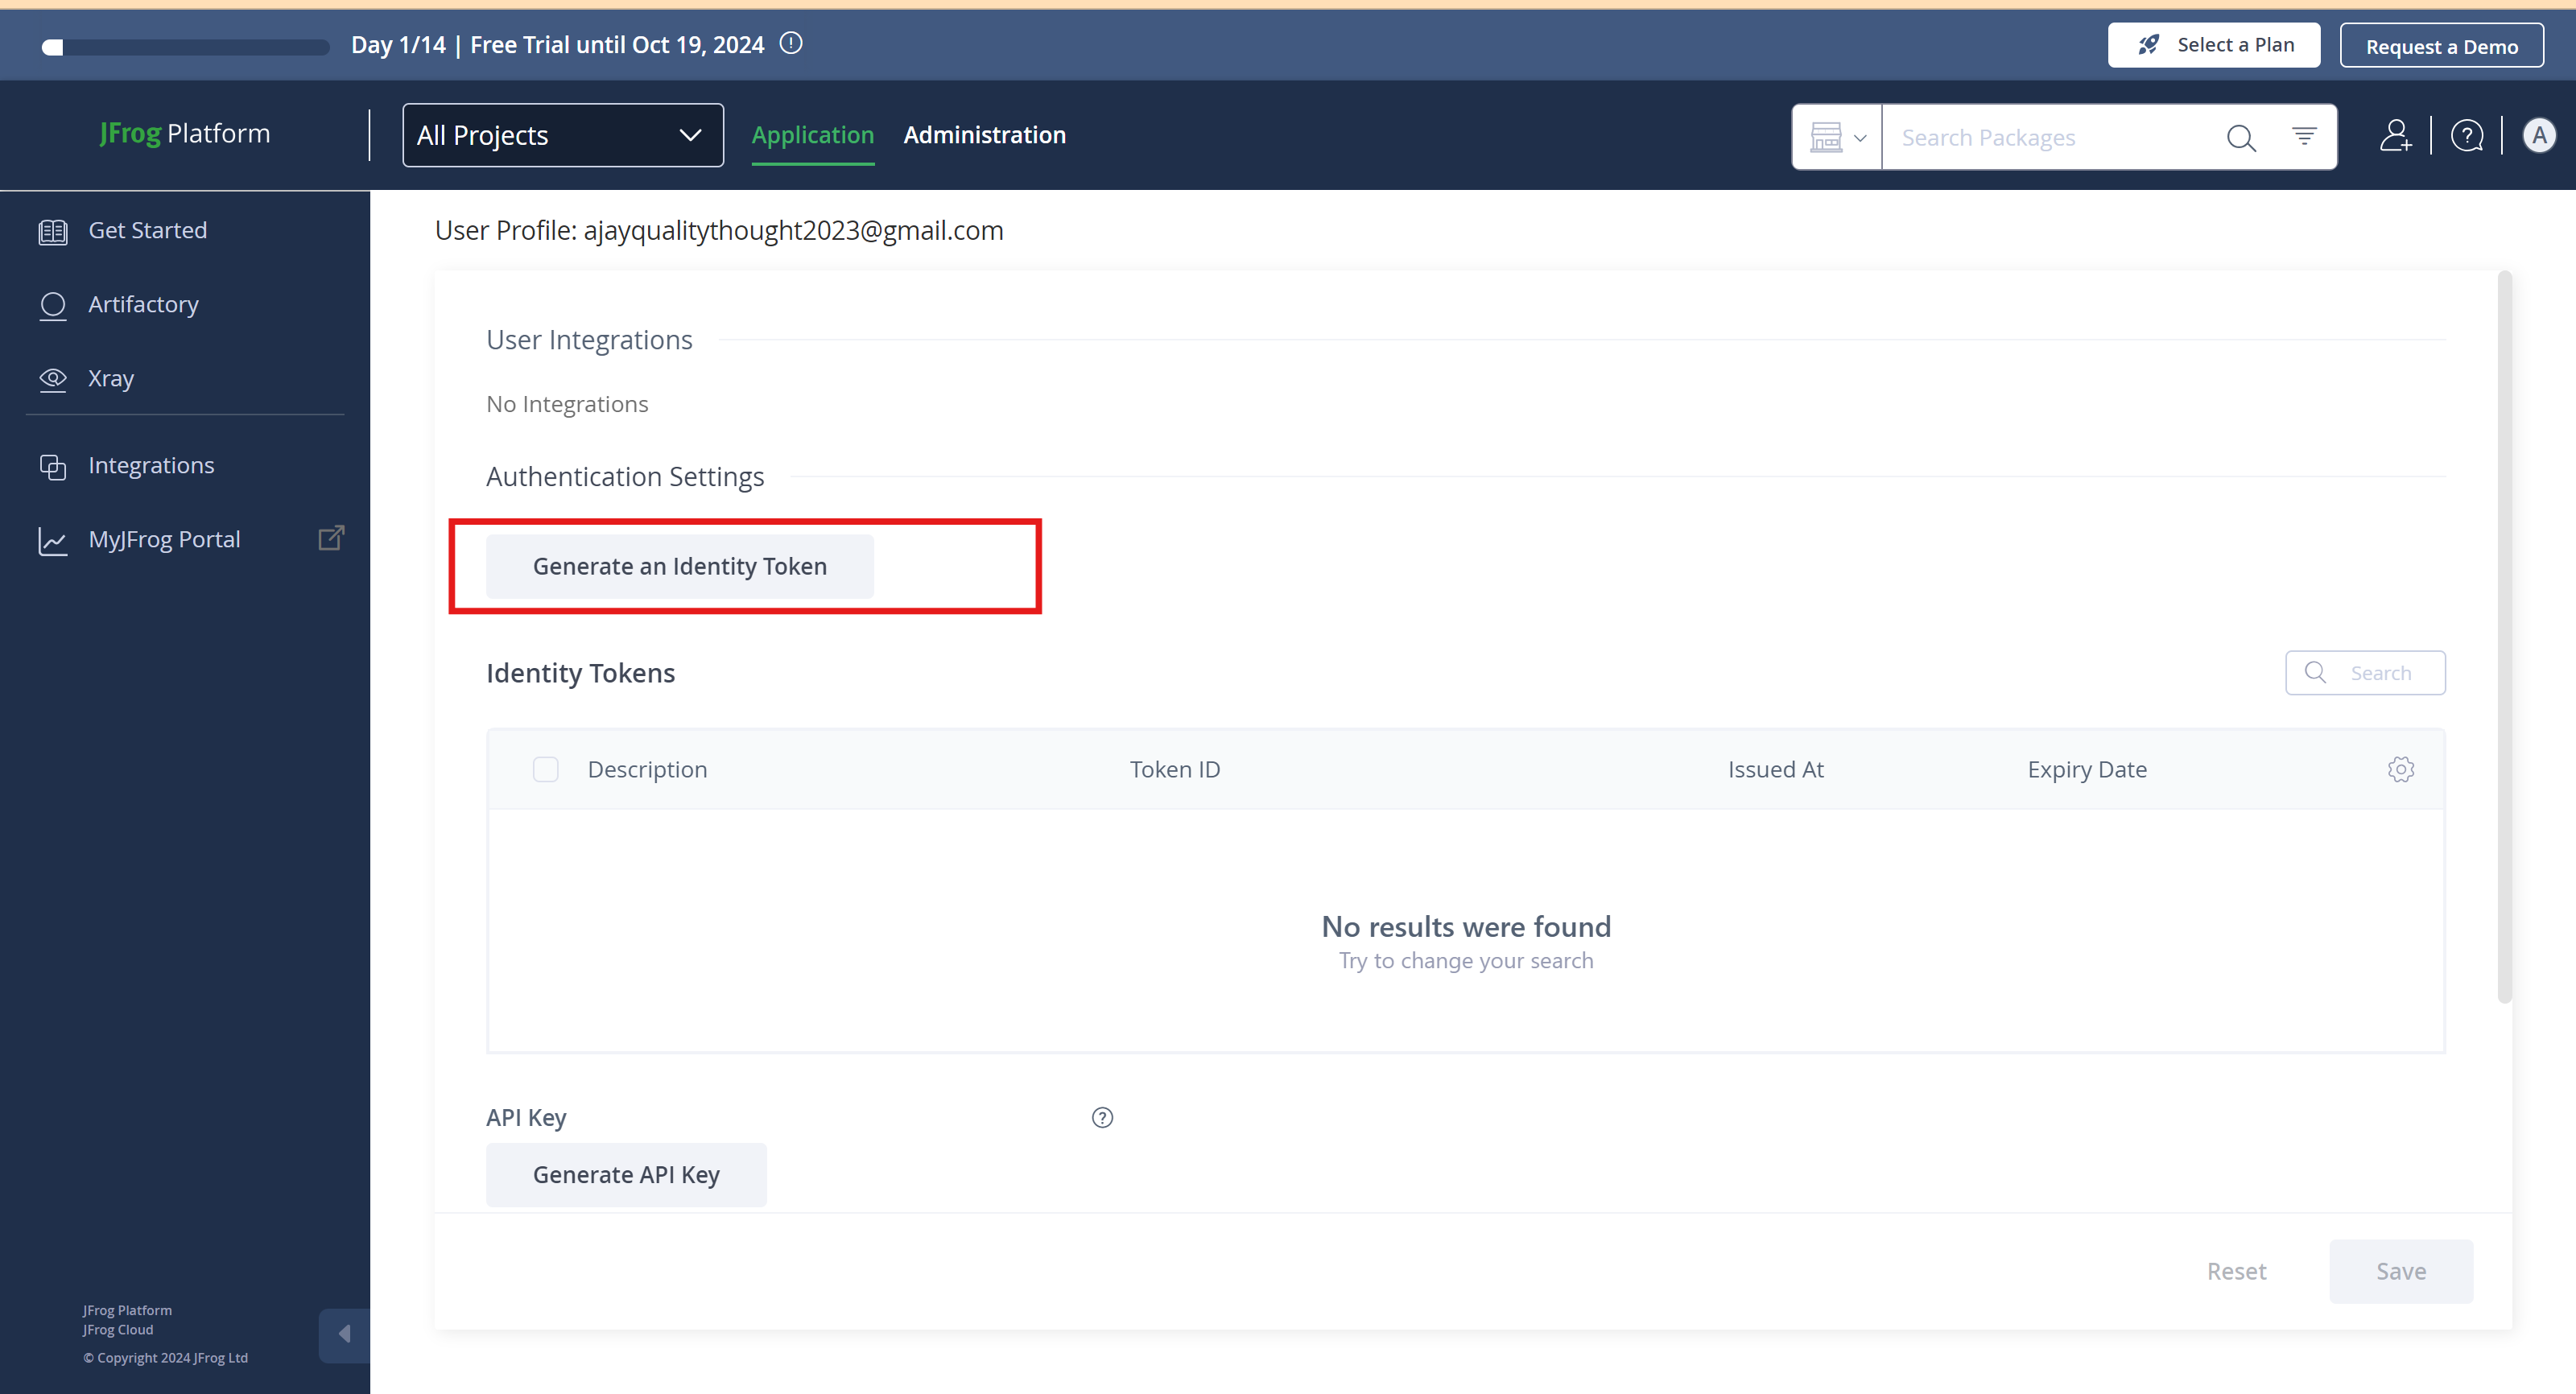 Day 1/14 | Free Trial until Oct 19, 2024
Select a Plan
Request a Demo
JFrog Platform
All Projects
Application
Administration
Search Packages
A
Get Started
Artifactory
Xray
Integrations
MyJFrog Portal
User Profile: ajayqualitythought2023@gmail.com
User Integrations
No Integrations
Authentication Settings
Generate an Identity Token
Identity Tokens
Search
Description Token ID Issued At Expiry Date
No results were found
Try to change your search
API Key
Generate API Key
Reset
Save
JFrog Platform
JFrog Cloud
© Copyright 2024 JFrog Ltd